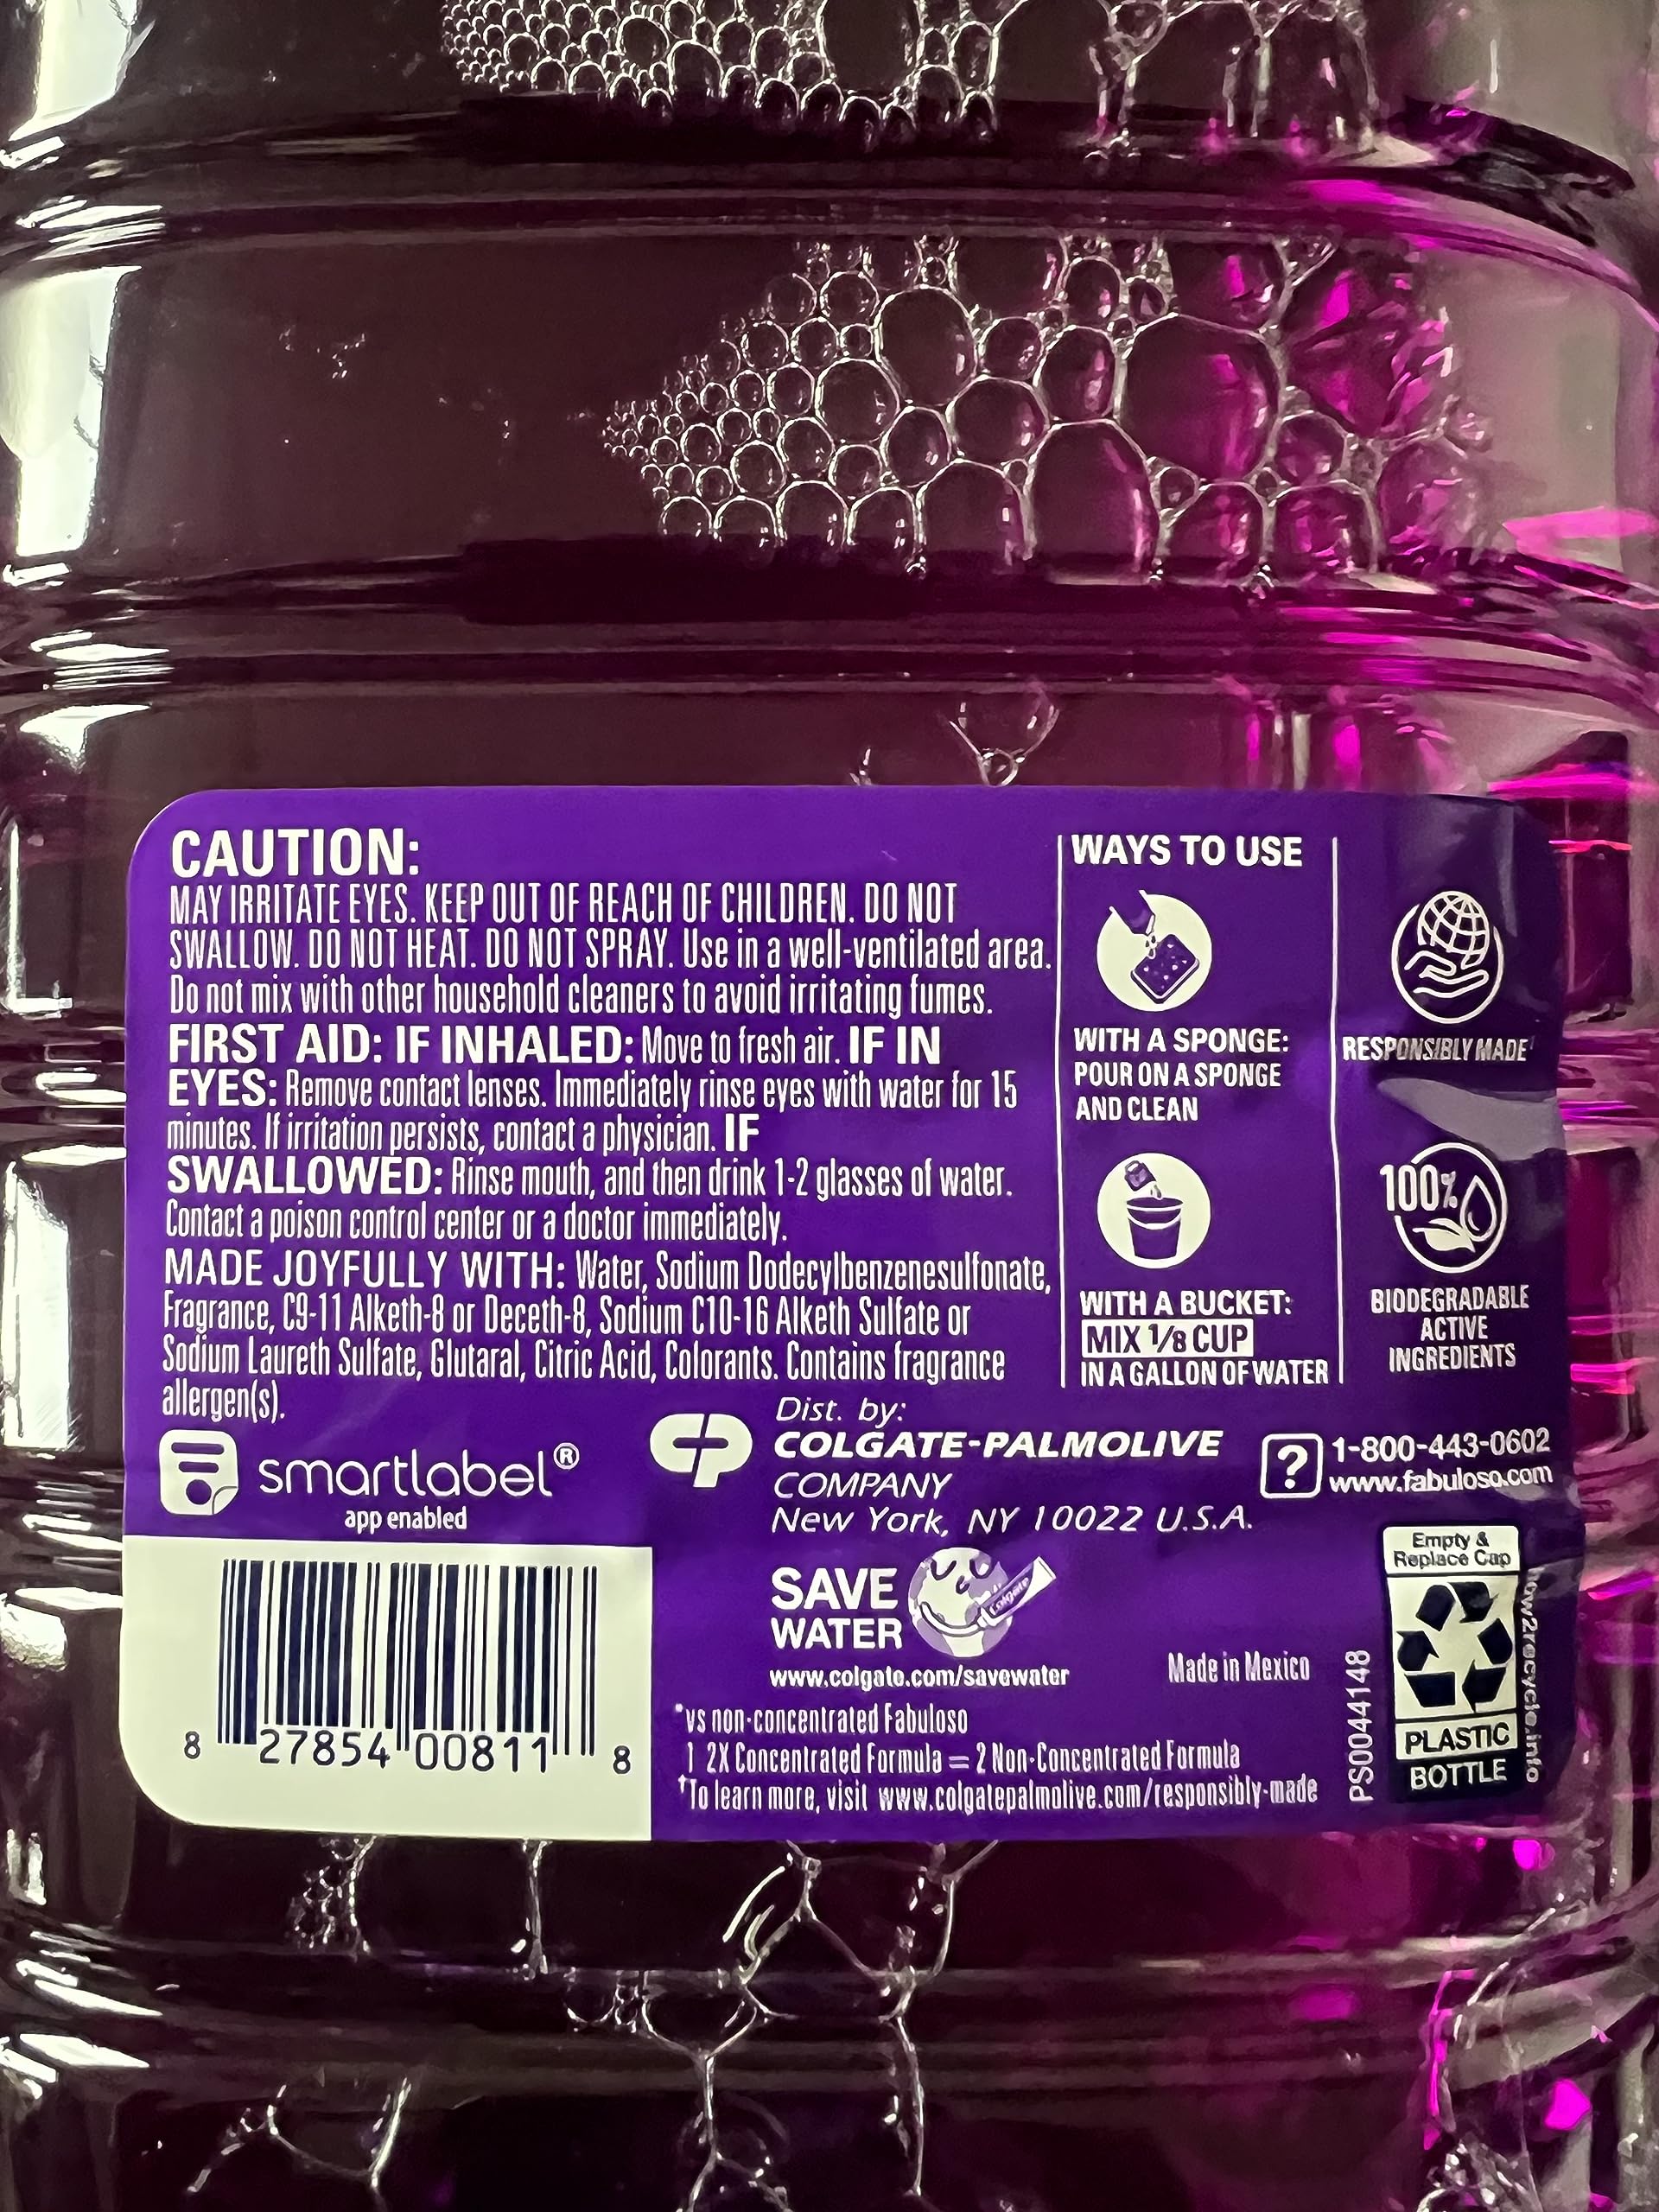 CAUTION:
MAY IRRITATE EYES. KEEP OUT OF REACH OF CHILDREN. DO NOT
SWALLOW. DO NOT HEAT. DO NOT SPRAY. Use in a well-ventilated area.
Do not mix with other household cleaners to avoid irritating fumes.
FIRST AID: IF INHALED: Move to fresh air. IF IN
EYES: Remove contact lenses. Immediately rinse eyes with water for 15
minutes. If irritation persists, contact a physician. IF
SWALLOWED: Rinse mouth, and then drink 1-2 glasses of water.
Contact a poison control center or a doctor immediately.
MADE JOYFULLY WITH: Water, Sodium Dodecylbenzenesulfonate,
Fragrance, C9-11 Alketh-8 or Deceth-8, Sodium C10-16 Alketh Sulfate or
Sodium Laureth Sulfate, Glutaral, Citric Acid, Colorants. Contains fragrance
allergen(s).
WAYS TO USE
WITH A SPONGE:
POUR ON A SPONGE
AND CLEAN
WITH A BUCKET:
MIX 1/8 CUP
IN A GALLON OF WATER
RESPONSIBLY MADE†
100%
BIODEGRADABLE
ACTIVE
INGREDIENTS
smartlabel®
app enabled
Dist. by:
COLGATE-PALMOLIVE
COMPANY
New York, NY 10022 U.S.A.
?
1-800-443-0602
www.fabuloso.com
8 27854 00811 8
SAVE
WATER
Colgate
www.colgate.com/savewater
Made in Mexico
*vs non-concentrated Fabuloso
1 2X Concentrated Formula = 2 Non-Concentrated Formula
†To learn more, visit www.colgatepalmolive.com/responsibly-made
PS0044148
Empty &
Replace Cap
PLASTIC
BOTTLE
how2recycle.info